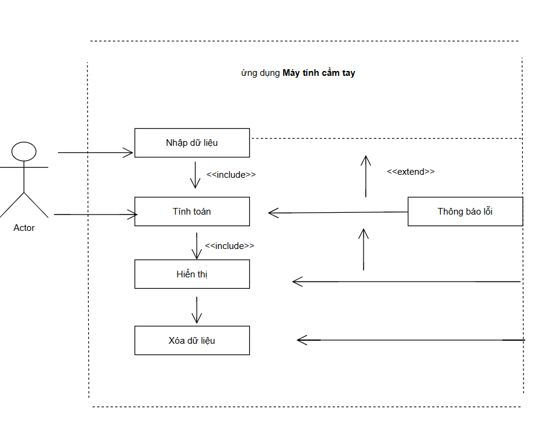 ứng dụng Máy tính cầm tay
Nhập dữ liệu
<<include>>
<<extend>>
Tính toán
Thông báo lỗi
Actor
<<include>>
Hiển thị
Xóa dữ liệu